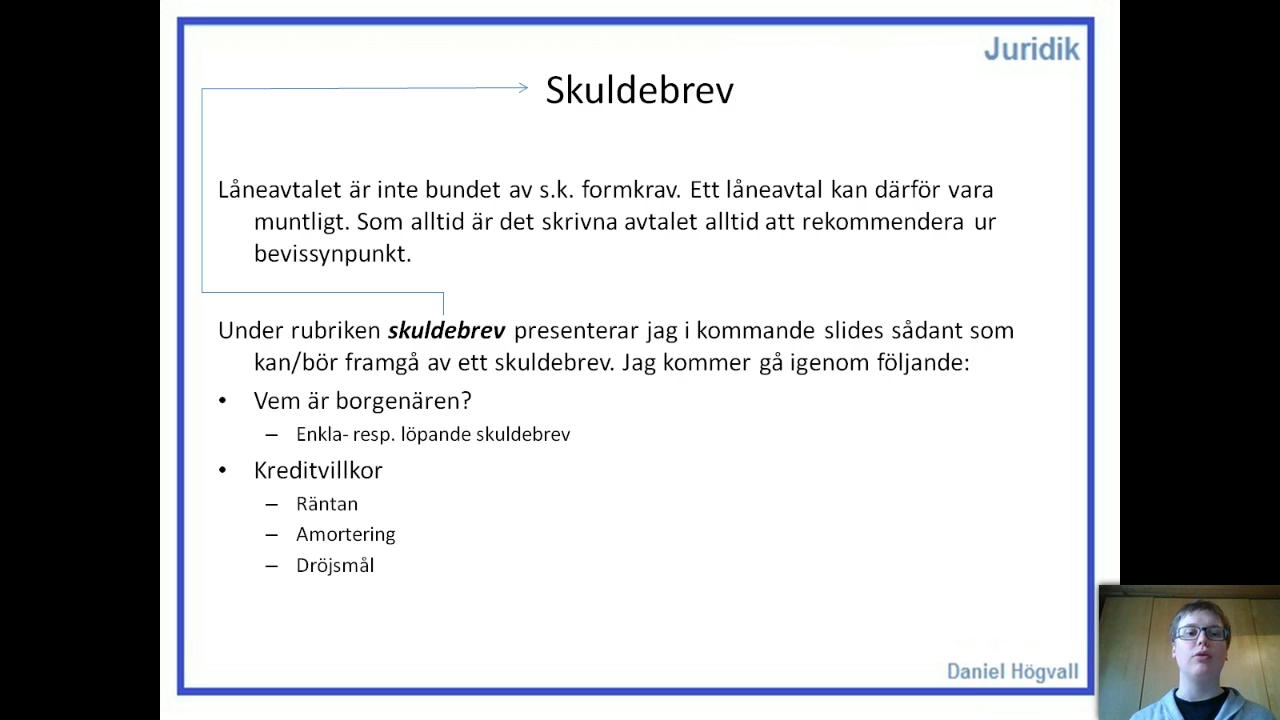 Juridik
Skuldebrev
Låneavtalet är inte bundet av s.k. formkrav. Ett låneavtal kan därför vara
muntligt. Som alltid är det skrivna avtalet alltid att rekommendera ur
bevissynpunkt.
Under rubriken skuldebrev presenterar jag i kommande slides sådant som
kan/bör framgå av ett skuldebrev. Jag kommer gå igenom följande:
• Vem är borgenären?
– Enkla- resp. löpande skuldebrev
• Kreditvillkor
– Räntan
– Amortering
– Dröjsmål
Daniel Högvall